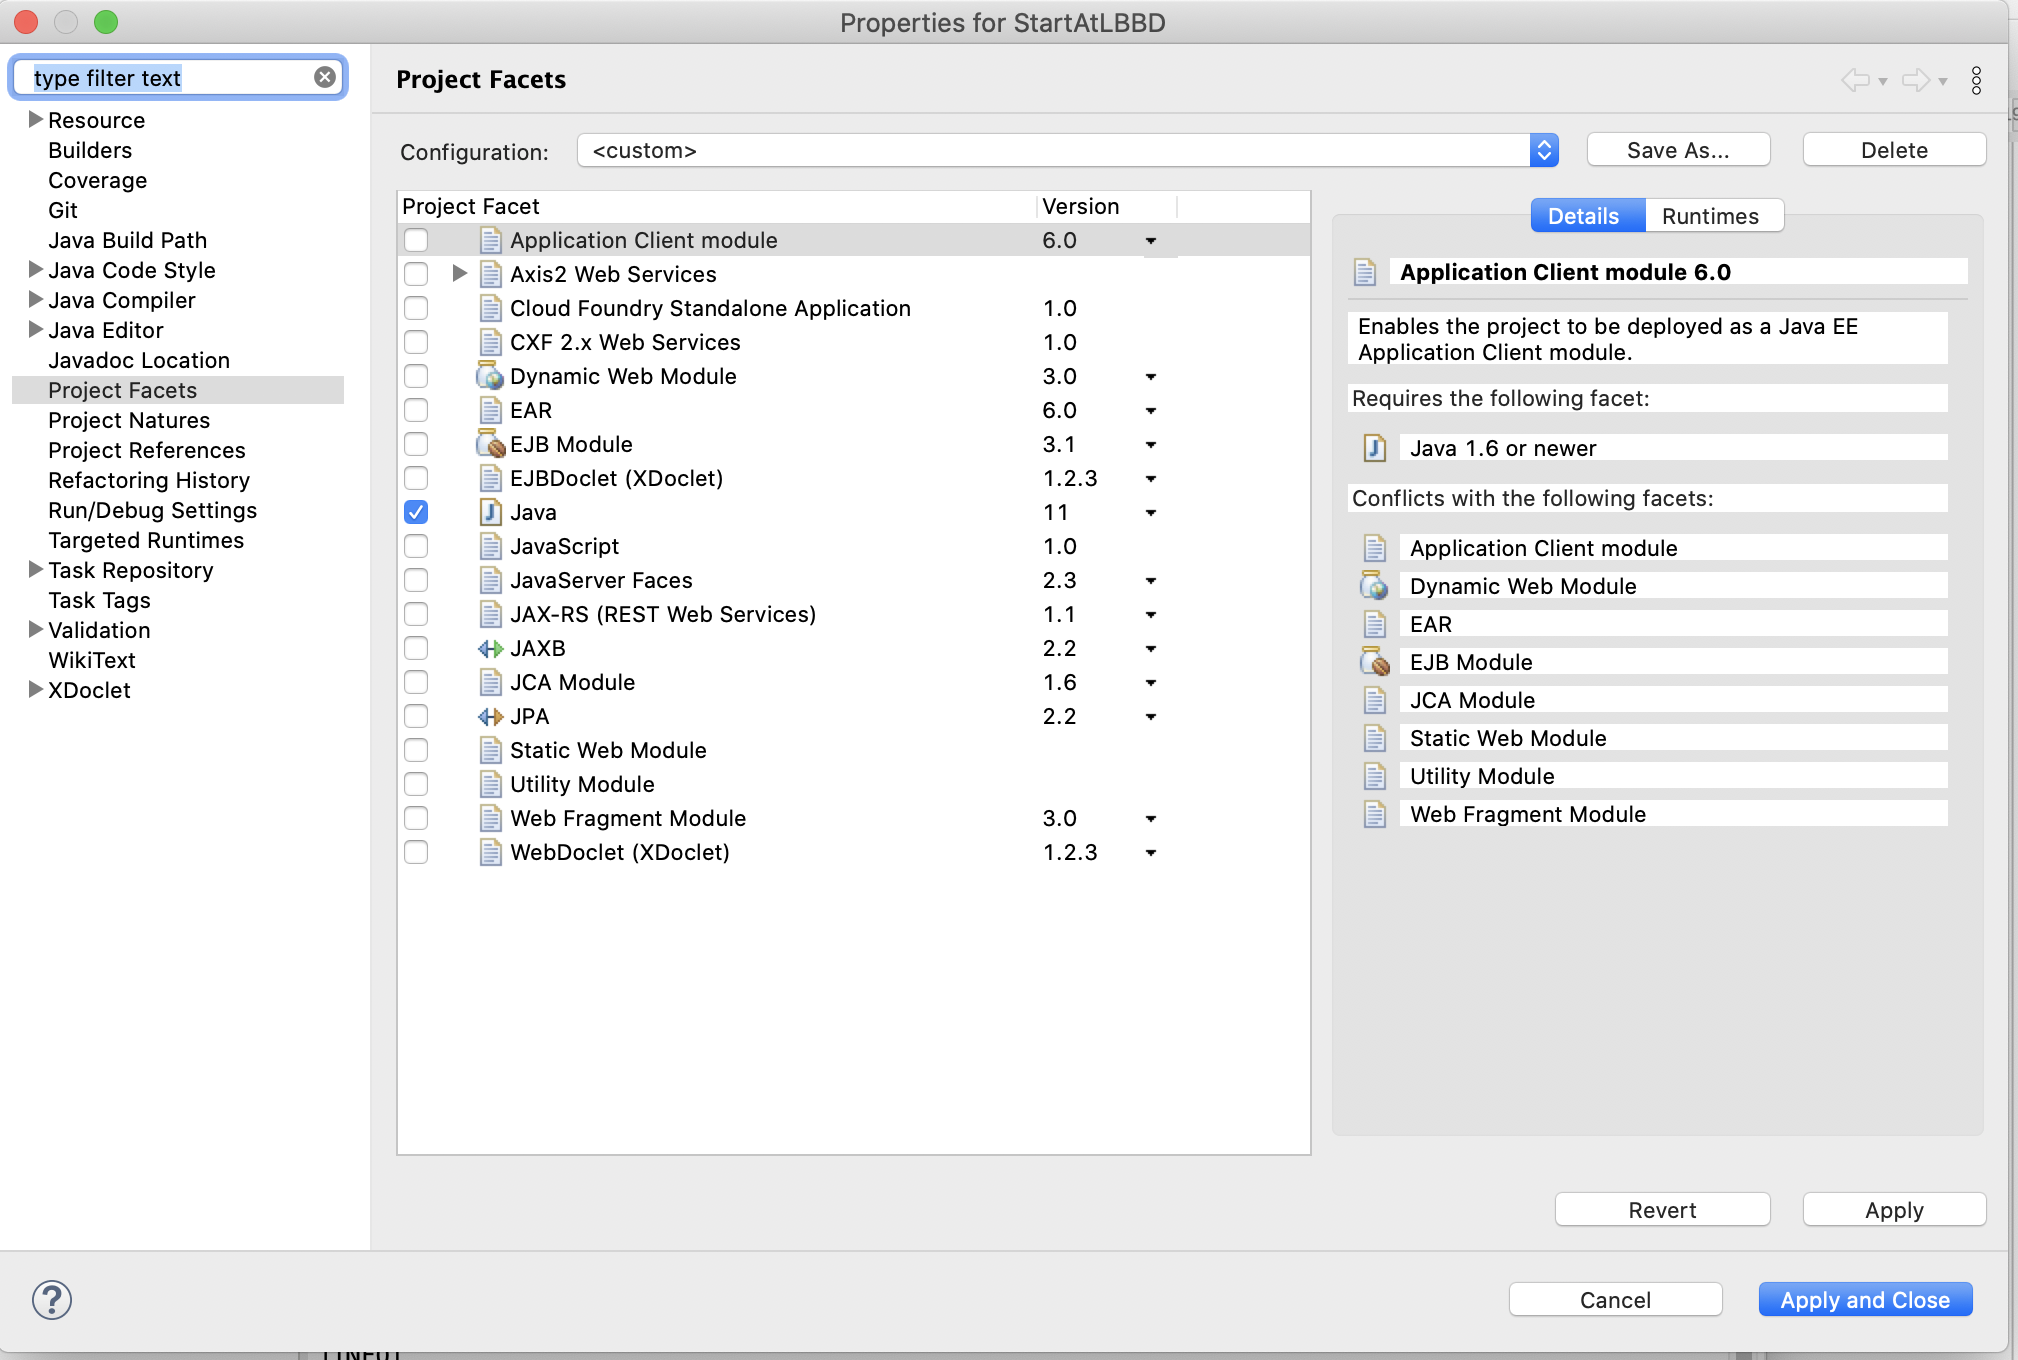 Properties for StartAtLBBD
type filter text
Resource
Builders
Coverage
Git
Java Build Path
Java Code Style
Java Compiler
Java Editor
Javadoc Location
Project Facets
Project Natures
Project References
Refactoring History
Run/Debug Settings
Targeted Runtimes
Task Repository
Task Tags
Validation
WikiText
XDoclet
Project Facets
Configuration: <custom> Save As... Delete
Project Facet Version
Application Client module 6.0
Axis2 Web Services
Cloud Foundry Standalone Application 1.0
CXF 2.x Web Services 1.0
Dynamic Web Module 3.0
EAR 6.0
EJB Module 3.1
EJBDoclet (XDoclet) 1.2.3
Java 11
JavaScript 1.0
JavaServer Faces 2.3
JAX-RS (REST Web Services) 1.1
JAXB 2.2
JCA Module 1.6
JPA 2.2
Static Web Module
Utility Module
Web Fragment Module 3.0
WebDoclet (XDoclet) 1.2.3
Details Runtimes
Application Client module 6.0
Enables the project to be deployed as a Java EE
Application Client module.
Requires the following facet:
Java 1.6 or newer
Conflicts with the following facets:
Application Client module
Dynamic Web Module
EAR
EJB Module
JCA Module
Static Web Module
Utility Module
Web Fragment Module
Revert Apply
? Cancel Apply and Close